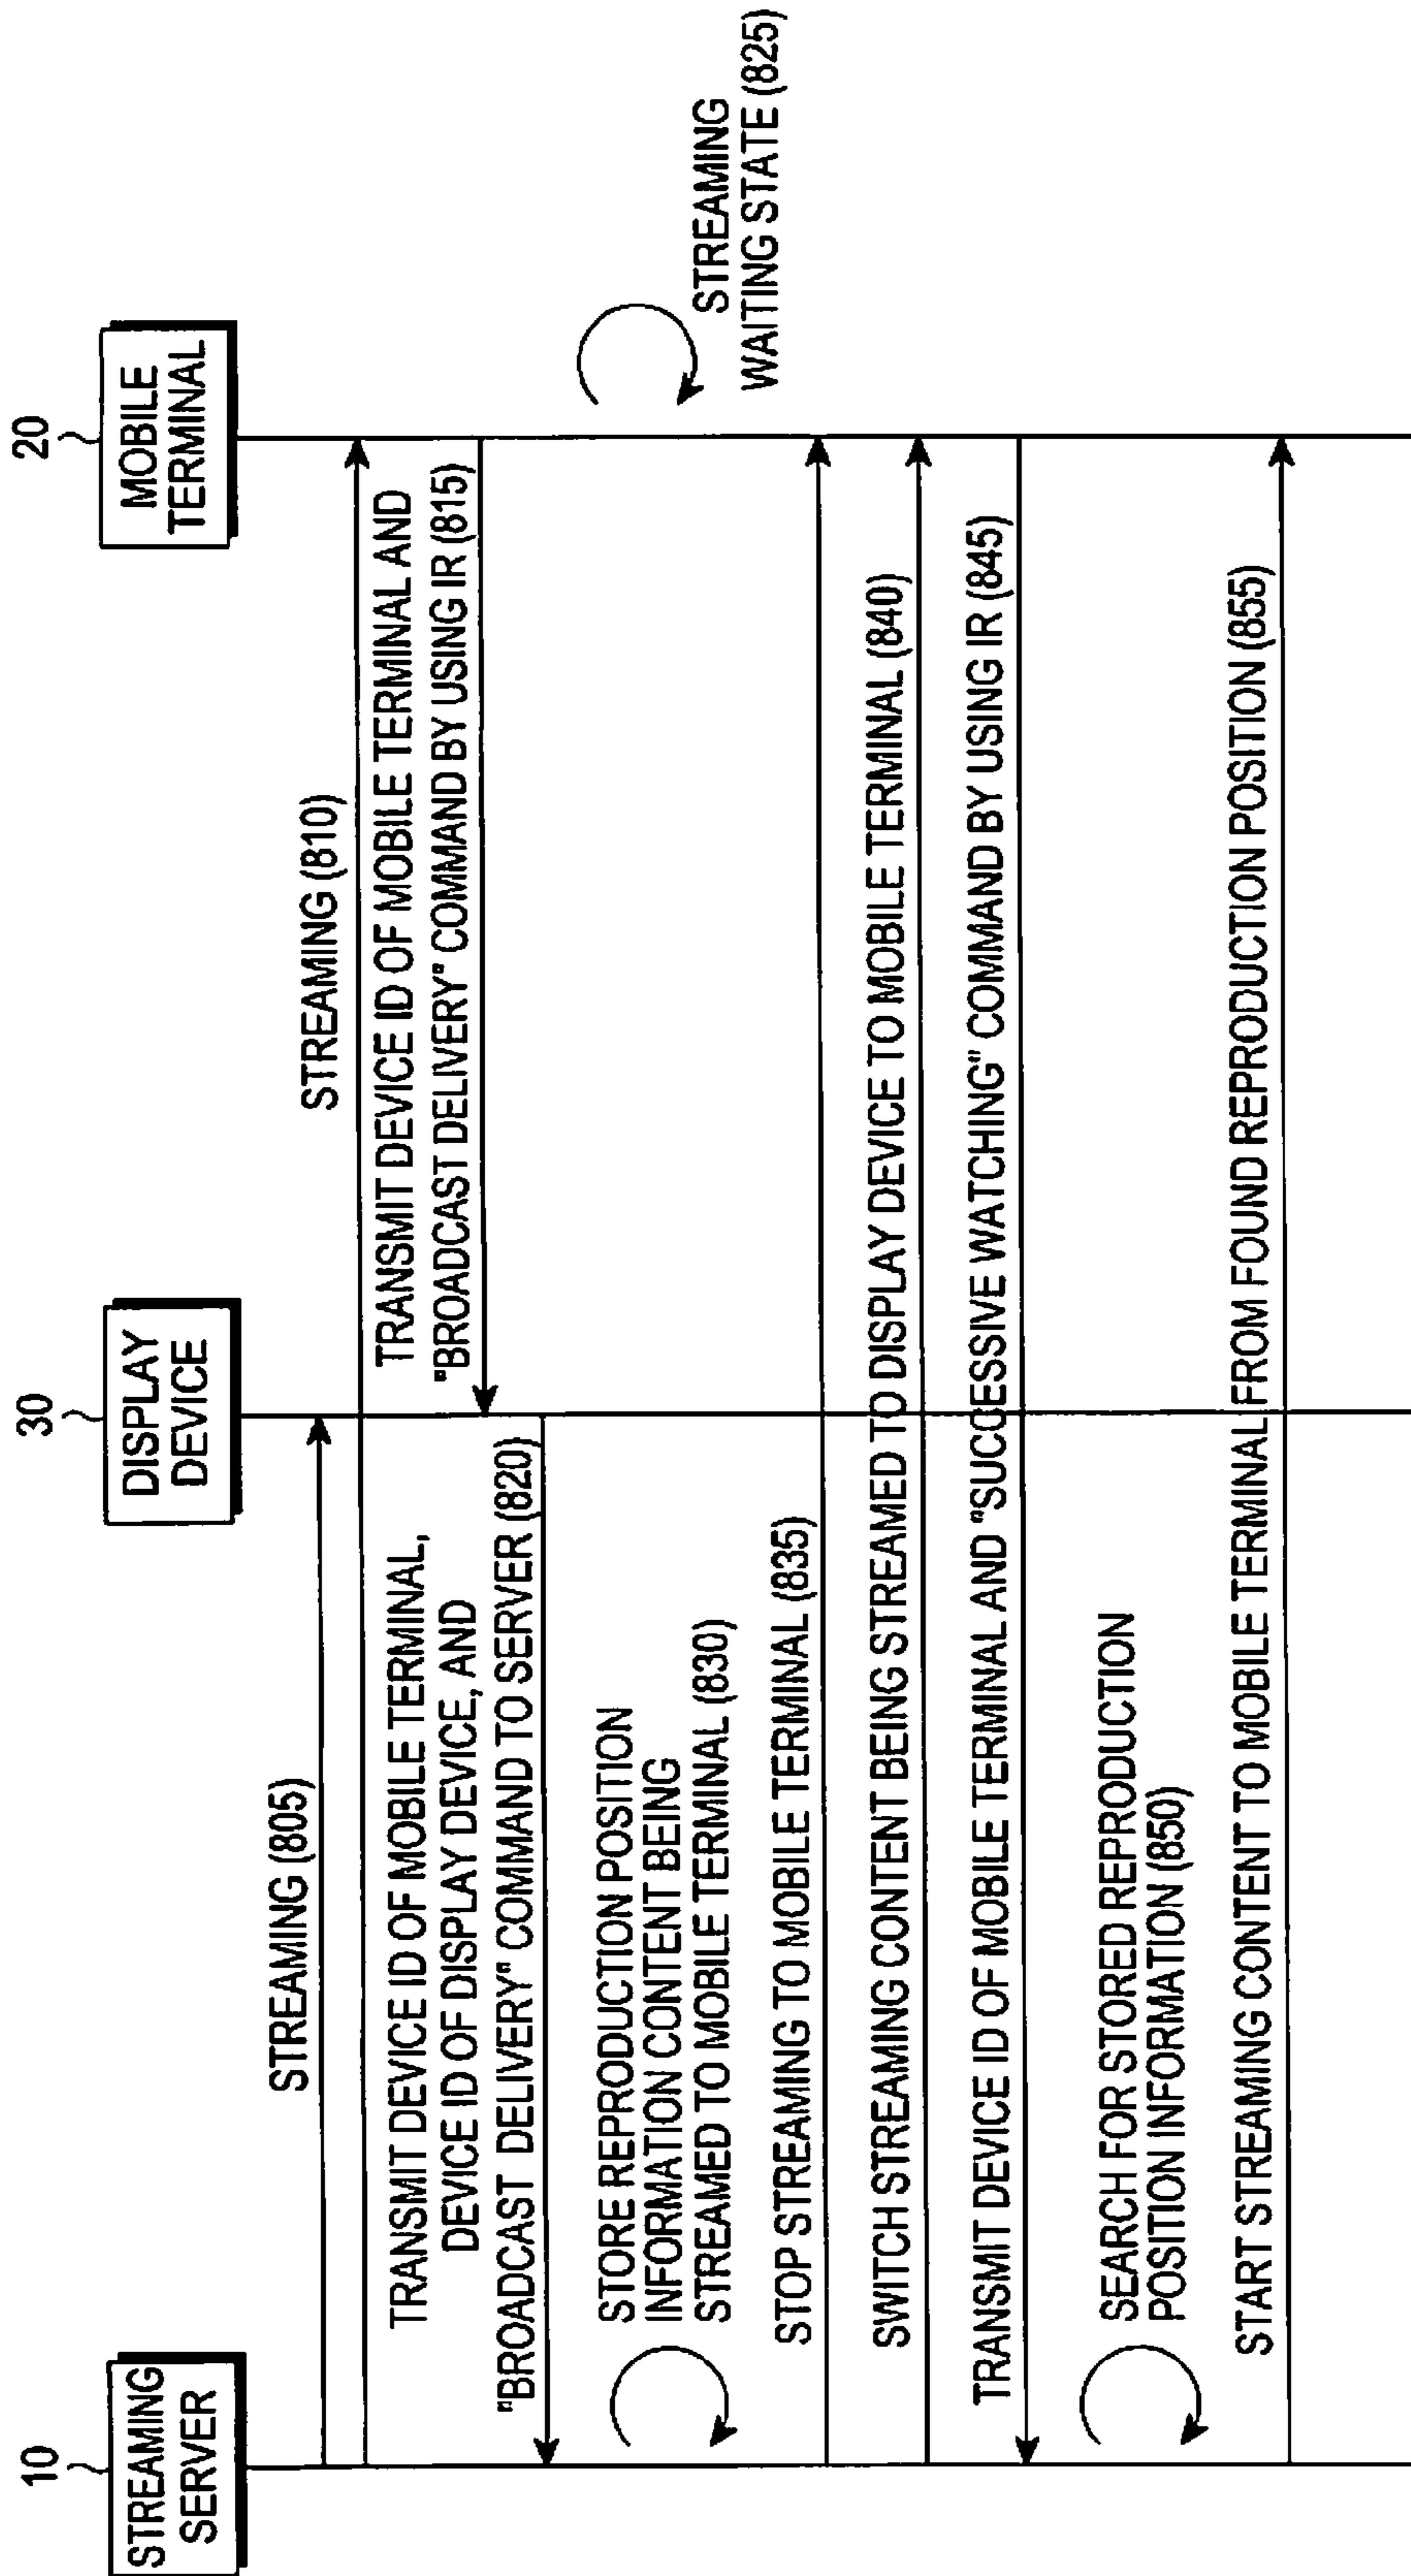 10
STREAMING
SERVER
30
DISPLAY
DEVICE
20
MOBILE
TERMINAL
STREAMING (805)
STREAMING (810)
TRANSMIT DEVICE ID OF MOBILE TERMINAL AND
"BROADCAST DELIVERY" COMMAND BY USING IR (815)
TRANSMIT DEVICE ID OF MOBILE TERMINAL,
DEVICE ID OF DISPLAY DEVICE, AND
"BROADCAST DELIVERY" COMMAND TO SERVER (820)
STREAMING
WAITING STATE (825)
STORE REPRODUCTION POSITION
INFORMATION CONTENT BEING
STREAMED TO MOBILE TERMINAL (830)
STOP STREAMING TO MOBILE TERMINAL (835)
SWITCH STREAMING CONTENT BEING STREAMED TO DISPLAY DEVICE TO MOBILE TERMINAL (840)
TRANSMIT DEVICE ID OF MOBILE TERMINAL AND "SUCCESSIVE WATCHING" COMMAND BY USING IR (845)
SEARCH FOR STORED REPRODUCTION
POSITION INFORMATION (850)
START STREAMING CONTENT TO MOBILE TERMINAL FROM FOUND REPRODUCTION POSITION (855)